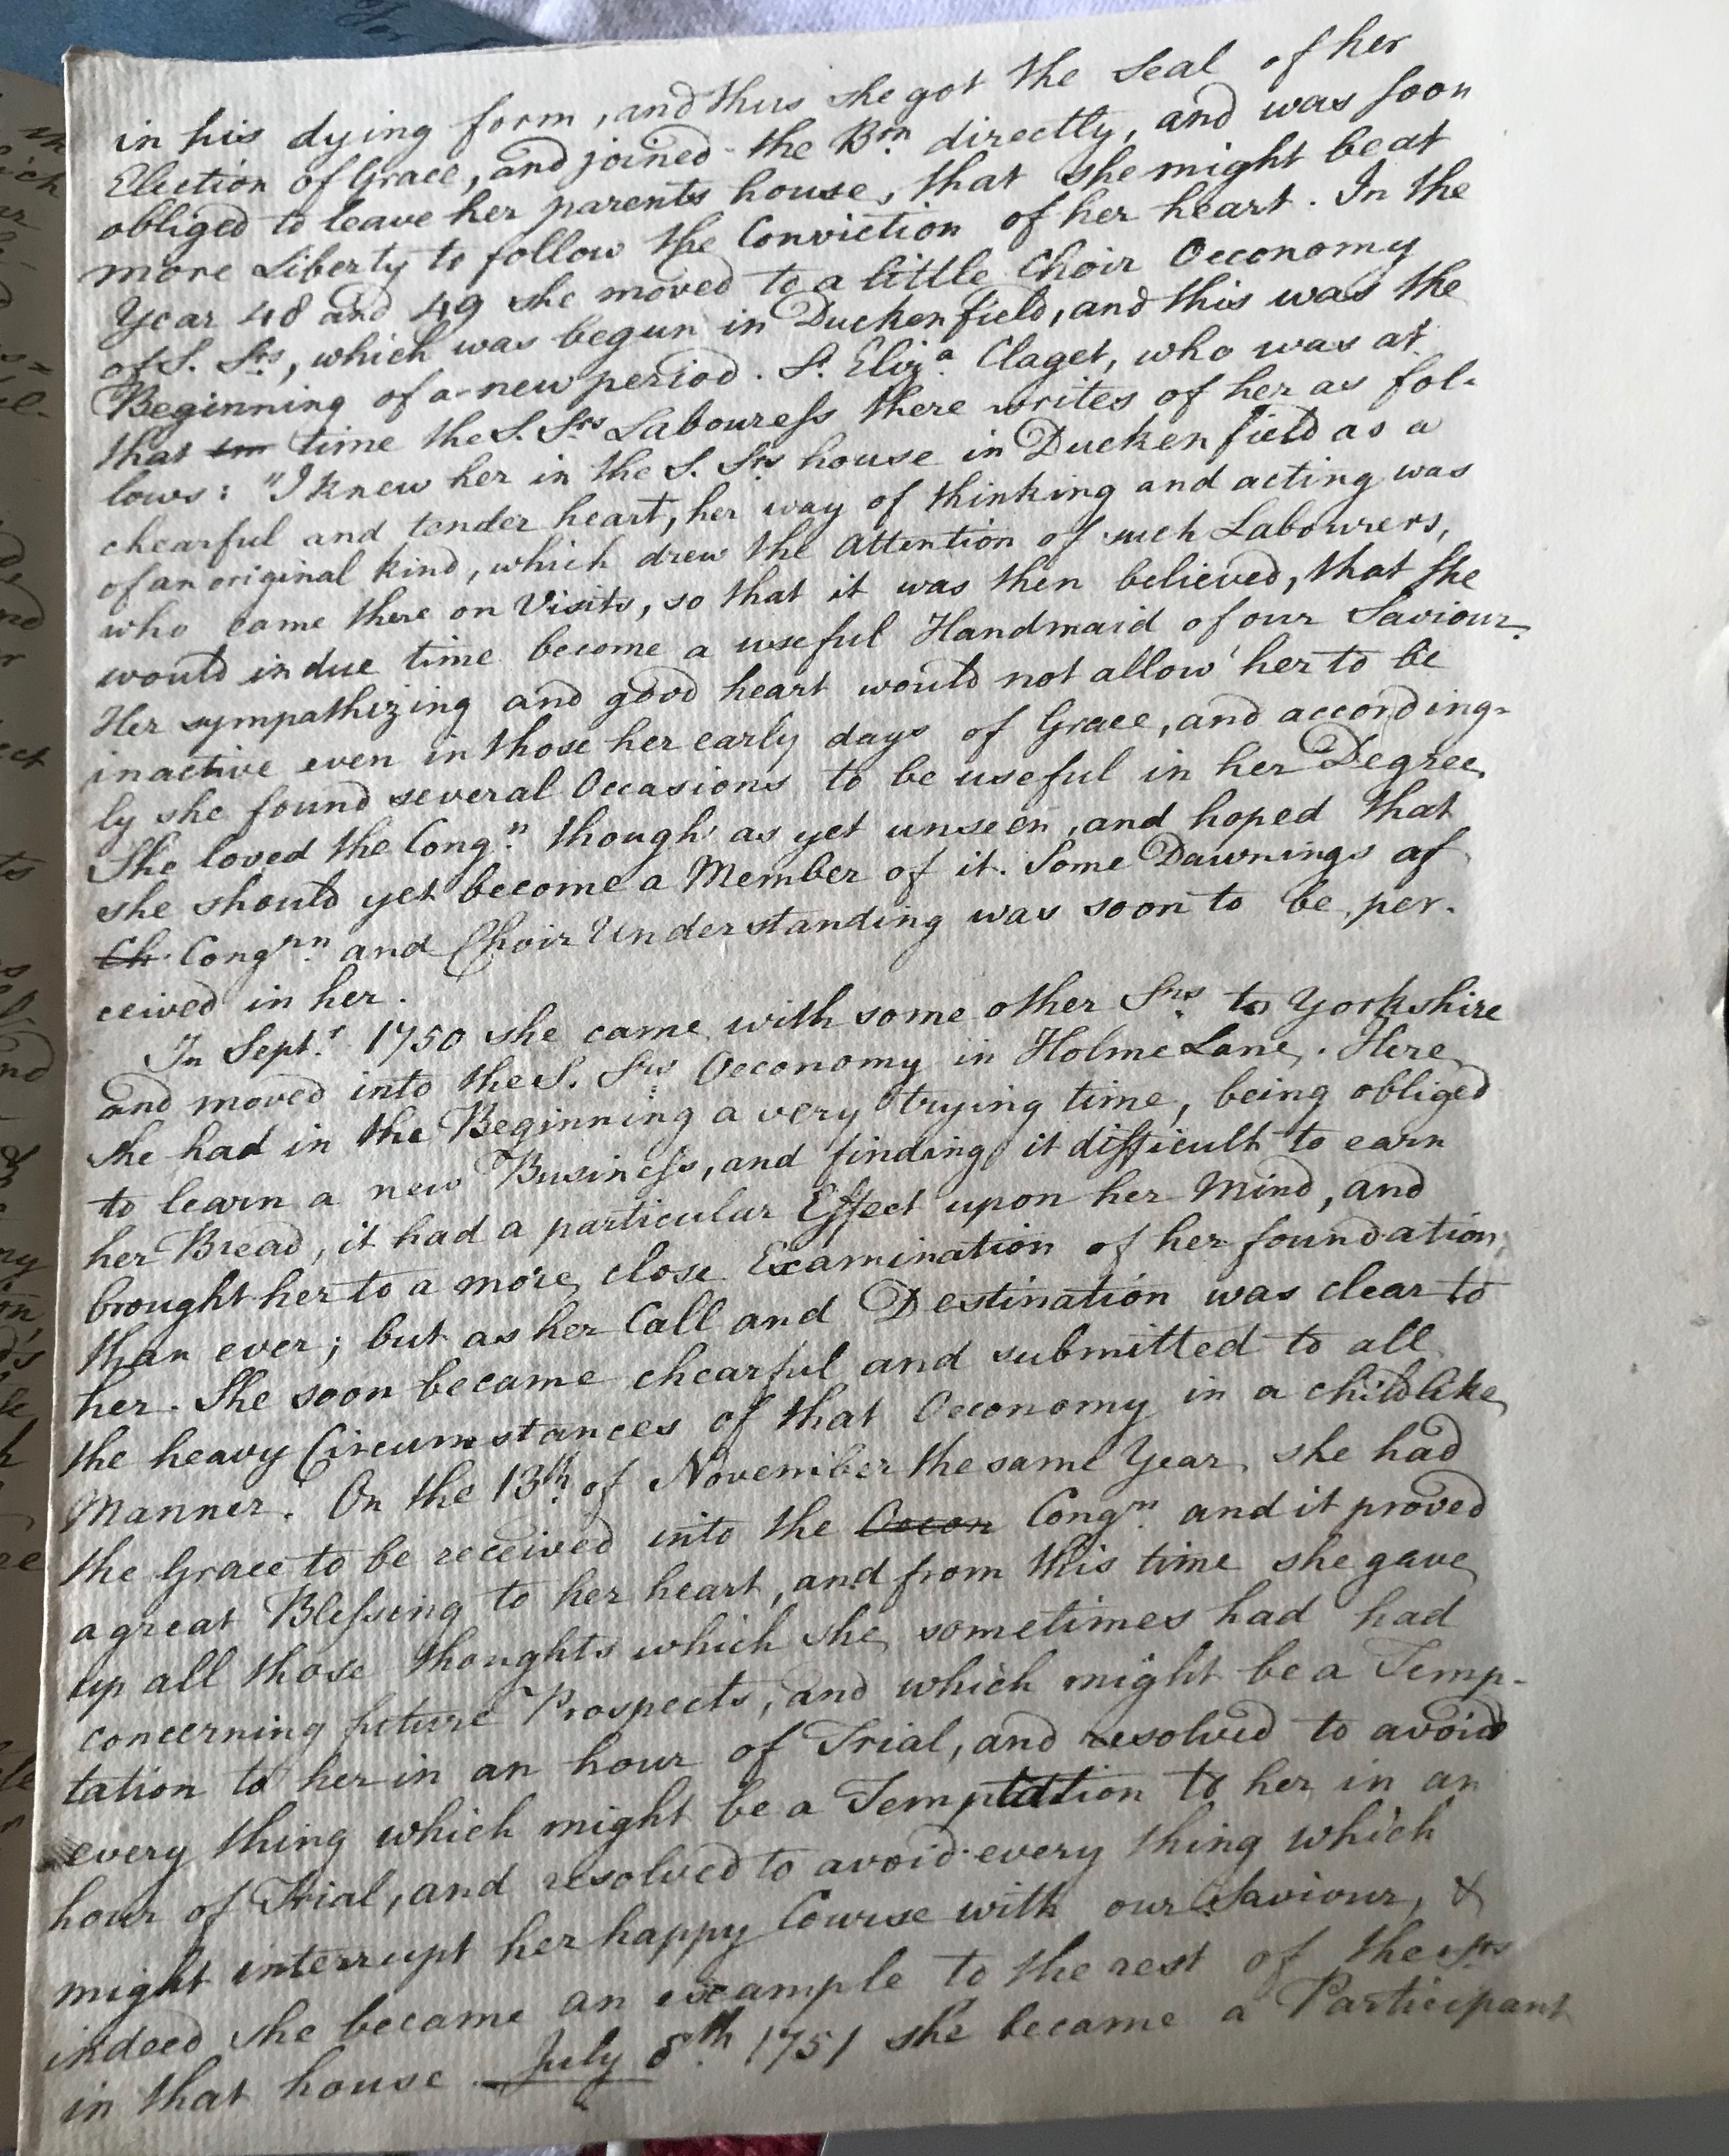 in his dying form, and thus she got the Seal of her
Election of Grace, and joined the Brn directly, and was soon
obliged to leave her parents house, that she might be at
more Liberty to follow the Conviction of her heart. In the
Year 48 and 49 she moved to a little Choir Oeconomy
of S. Srs, which was begun in Duckenfield, and this was the
Beginning of a new period. Sr. Eliza. Claget, who was at
that tim time the S. Srs Labouress there writes of her as fol-
lows: "I knew her in the S. Srs house in Duckenfield as a
chearful and tender heart, her way of thinking and acting was
of an original kind, which drew the Attention of such Labourers,
who came there on Visits, so that it was then believed, that she
would in due time become a useful Handmaid of our Saviour.
Her sympathizing and good heart would not allow her to be
inactive even in those her early days of Grace, and according-
ly she found several Occasions to be useful in her Degree.
She loved the Congn. though as yet unseen, and hoped that
she should yet become a Member of it. Some Dawnings of
Ch Congnn. and Choir Understanding was soon to be per-
ceived in her.
In Septr. 1750 she came with some other Srs. to Yorkshire
and moved into the S. Srs. Oeconomy in Holme Lane. Here
she had in the Beginning a very trying time, being obliged
to learn a new Business, and finding it difficult to earn
her Bread, it had a particular Effect upon her Mind, and
brought her to a more close Examination of her foundation,
than ever; but as her Call and Destination was clear to
her. She soon became chearful and submitted to all
the heavy Circumstances of that Oeconomy in a childlike
Manner. On the 13th. of November the same Year she had
the Grace to be received into the Oecon Congn. and it proved
a great Blessing to her heart, and from this time she gave
up all those thoughts which she sometimes had had
concerning future Prospects, and which might be a Temp-
tation to her in an hour of Trial, and resolved to avoid
every thing which might be a Temptation to her in an
hour of Trial, and resolved to avoid every thing which
might interrupt her happy Course with our Saviour, &
indeed she became an example to the rest of the Srs
in that house July 8th. 1751 she became a Participant